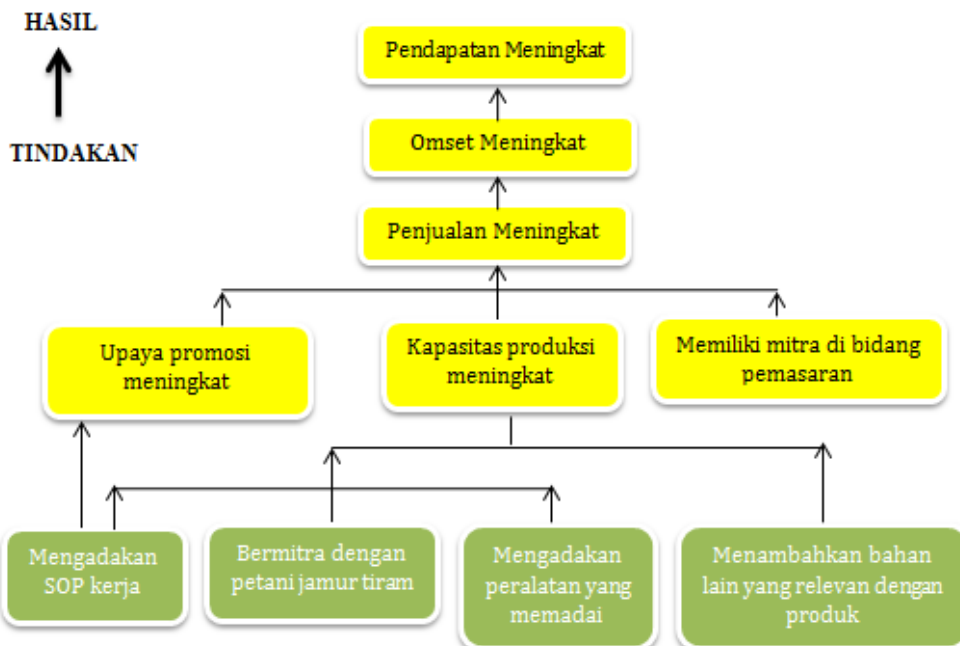 HASIL
TINDAKAN
Pendapatan Meningkat
Omset Meningkat
Penjualan Meningkat
Upaya promosi
meningkat
Kapasitas produksi
meningkat
Memiliki mitra di bidang
pemasaran
Mengadakan
SOP kerja
Bermitra dengan
petani jamur tiram
Mengadakan
peralatan yang
memadai
Menambahkan bahan
lain yang relevan dengan
produk